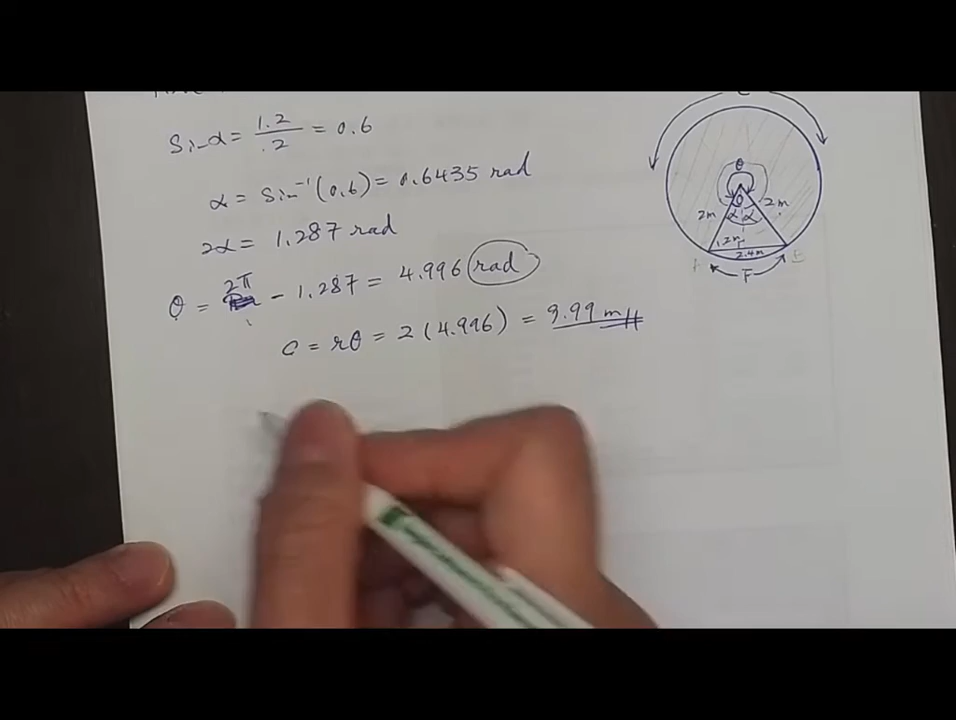 Sin α = 1.2 / .2 = 0.6
α = Sin⁻¹(0.6) = 0.6435 rad
2α = 1.287 rad
θ = 2π - 1.287 = 4.996 rad
C = rθ = 2(4.996) = 9.99 m
θ
O
2m α α 2m
1.2m
2.4m
F